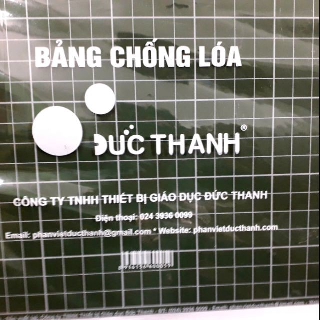 BẢNG CHỐNG LÓA
ĐỨC THANH®
CÔNG TY TNHH THIẾT BỊ GIÁO DỤC ĐỨC THANH
Điện thoại: 024 3936 0099
Email: phanvietducthanh@gmail.com * Website: phanvietducthanh.com